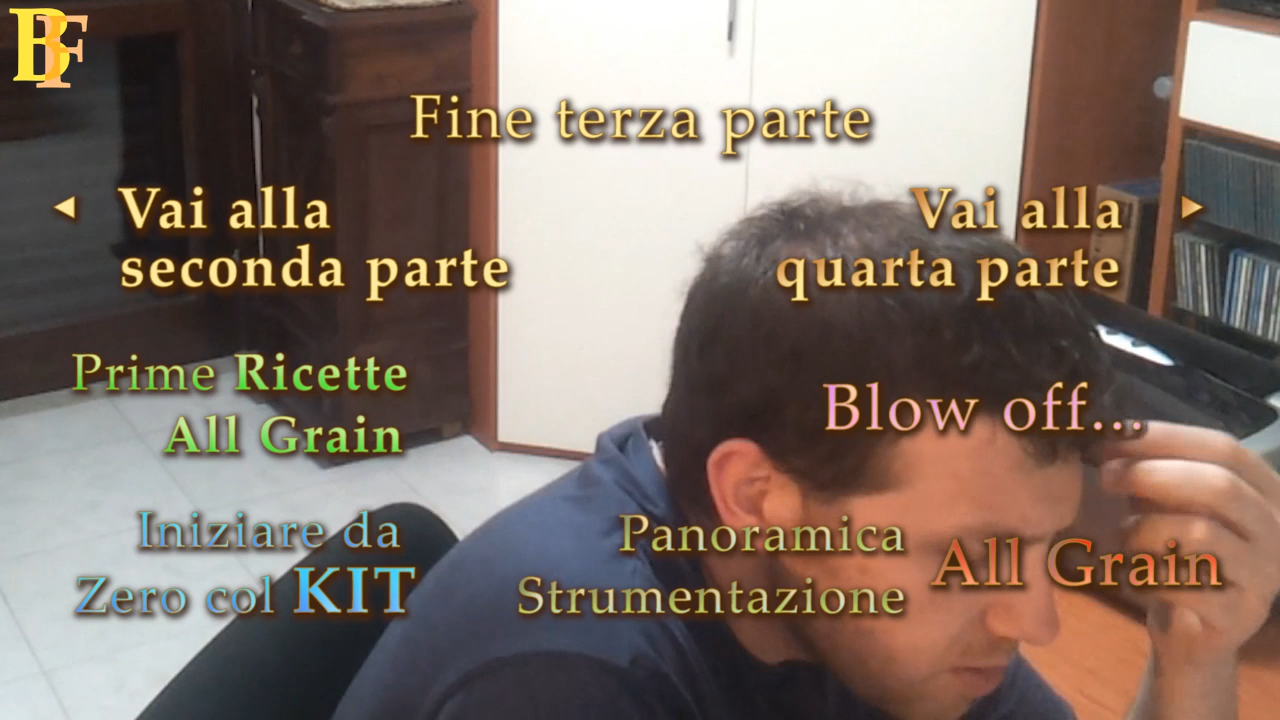 BF
Fine terza parte
◄ Vai alla
seconda parte
Vai alla ►
quarta parte
Prime Ricette
All Grain
Blow off...
Iniziare da
Zero col KIT
Panoramica
Strumentazione
All Grain